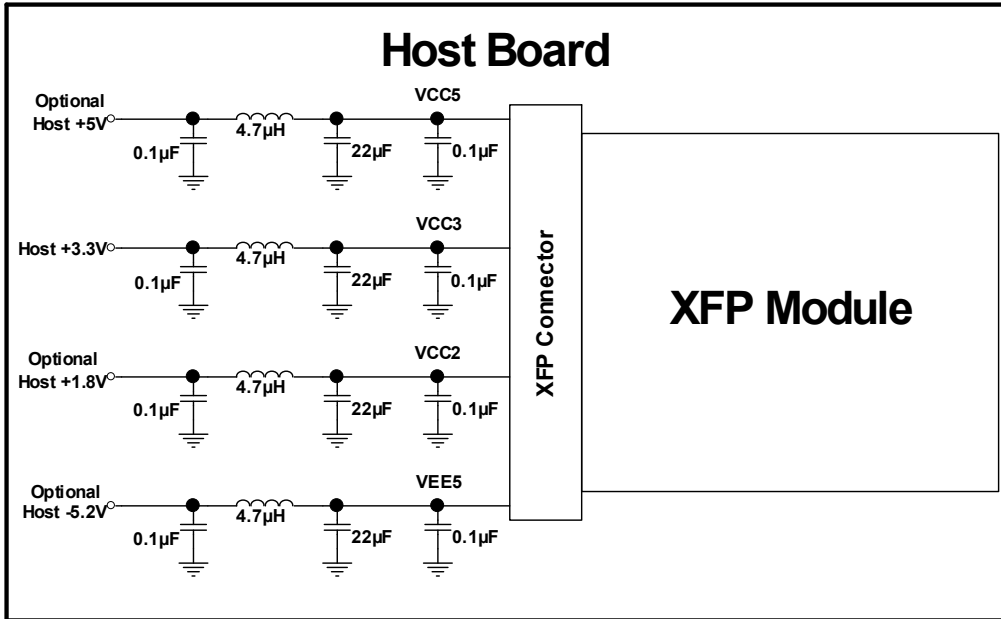 Host Board
Optional
Host +5V
0.1µF
4.7µH
22µF
VCC5
0.1µF
Host +3.3V
0.1µF
4.7µH
22µF
VCC3
0.1µF
Optional
Host +1.8V
0.1µF
4.7µH
22µF
VCC2
0.1µF
Optional
Host -5.2V
0.1µF
4.7µH
22µF
VEE5
0.1µF
XFP Connector
XFP Module